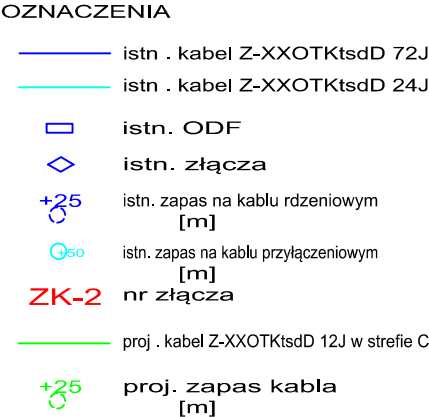 OZNACZENIA
istn . kabel Z-XXOTKtsdD 72J
istn . kabel Z-XXOTKtsdD 24J
istn. ODF
istn. złącza
+25 istn. zapas na kablu rdzeniowym
[m]
+50 istn. zapas na kablu przyłączeniowym
[m]
ZK-2 nr złącza
proj . kabel Z-XXOTKtsdD 12J w strefie C
+25 proj. zapas kabla
[m]